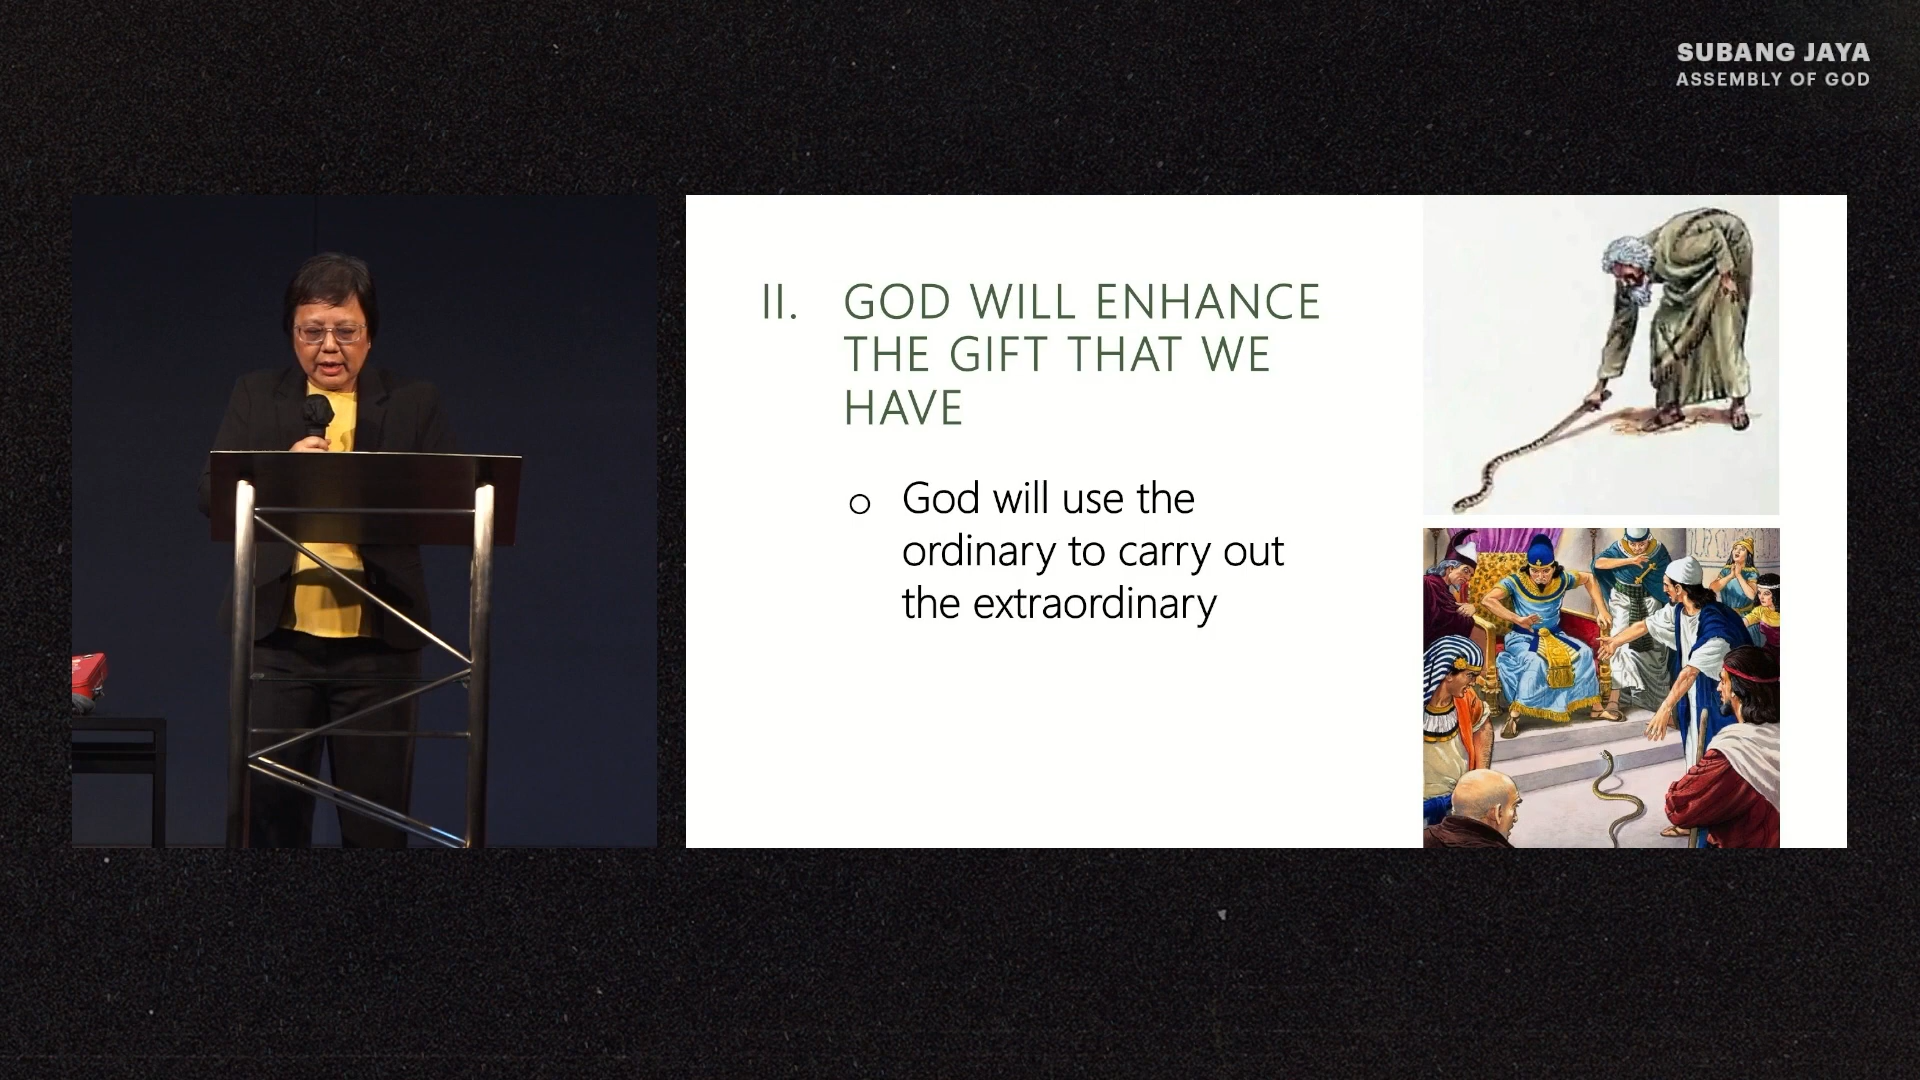 SUBANG JAYA
ASSEMBLY OF GOD
II. GOD WILL ENHANCE
THE GIFT THAT WE
HAVE
o God will use the
ordinary to carry out
the extraordinary